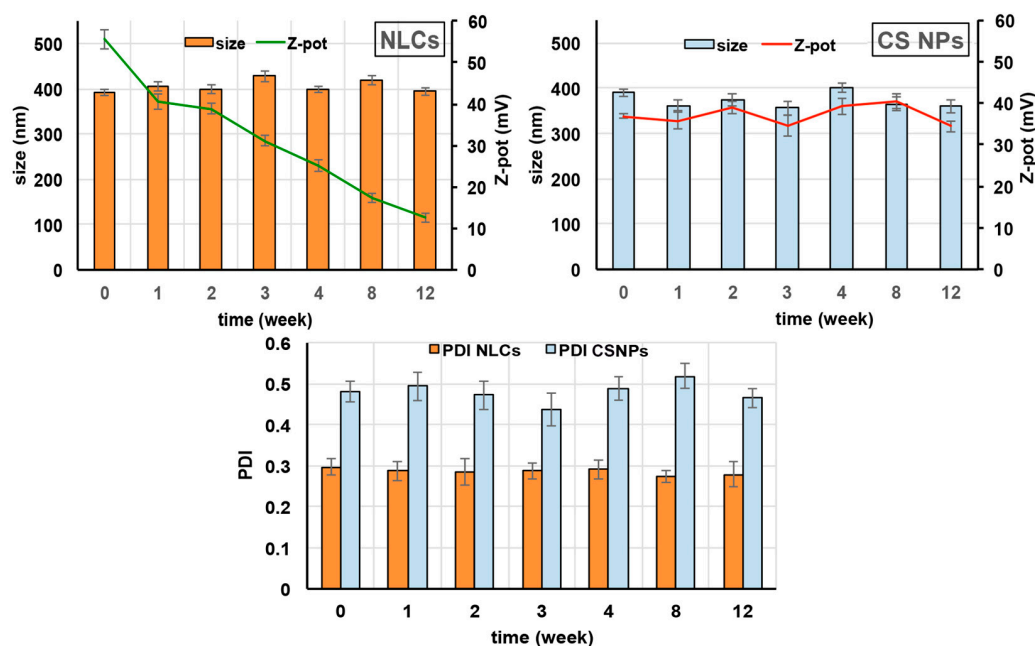 size Z-pot NLCs
size (nm)
500
400
300
400
100
0
60
50
40
30
20
10
0
Z-pot (mV)
0 1 2 3 4 8 12
time (week)
size Z-pot CS NPs
size (nm)
500
400
300
400
100
0
60
50
40
30
20
10
0
Z-pot (mV)
0 1 2 3 4 8 12
time (week)
PDI NLCs PDI CSNPs
PDI
0.6
0.5
0.4
0.3
0.2
0.1
0
0 1 2 3 4 8 12
time (week)